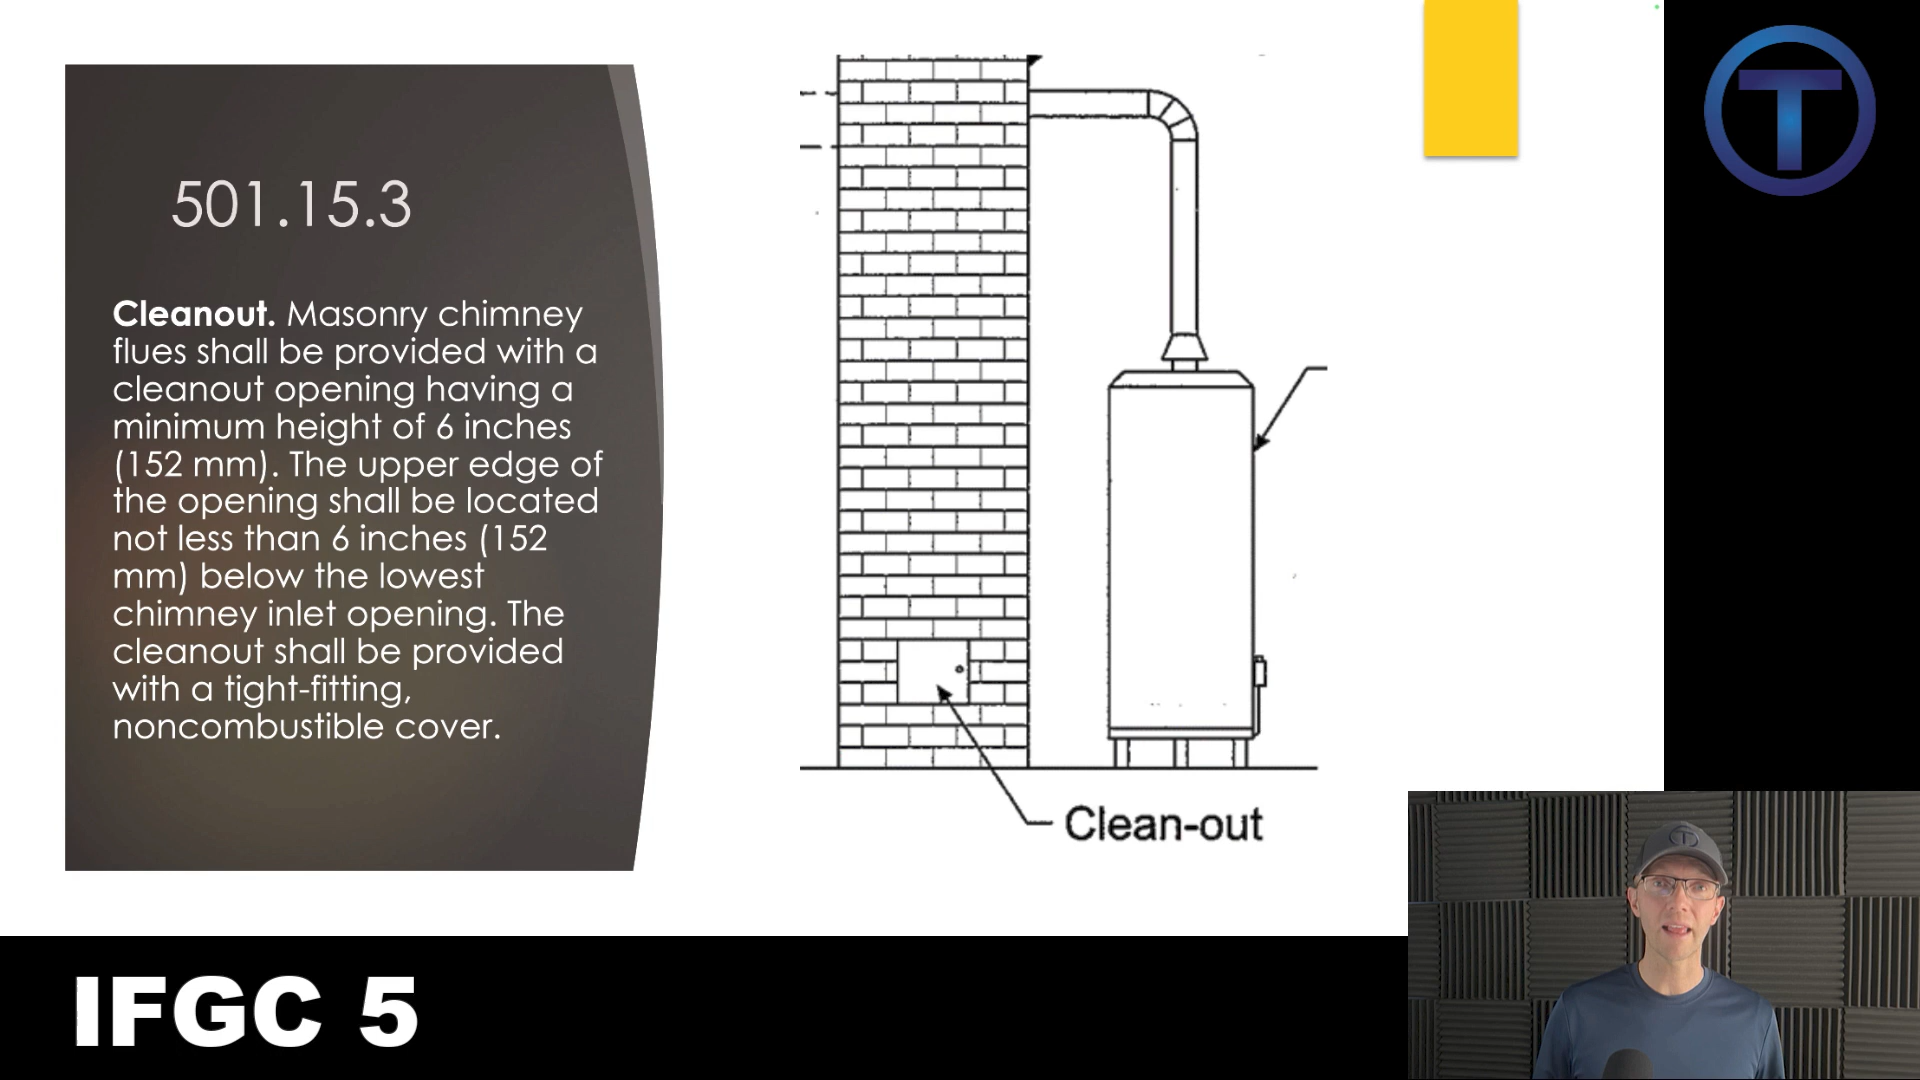 501.15.3
Cleanout. Masonry chimney
flues shall be provided with a
cleanout opening having a
minimum height of 6 inches
(152 mm). The upper edge of
the opening shall be located
not less than 6 inches (152
mm) below the lowest
chimney inlet opening. The
cleanout shall be provided
with a tight-fitting,
noncombustible cover.
Clean-out
T
IFGC 5